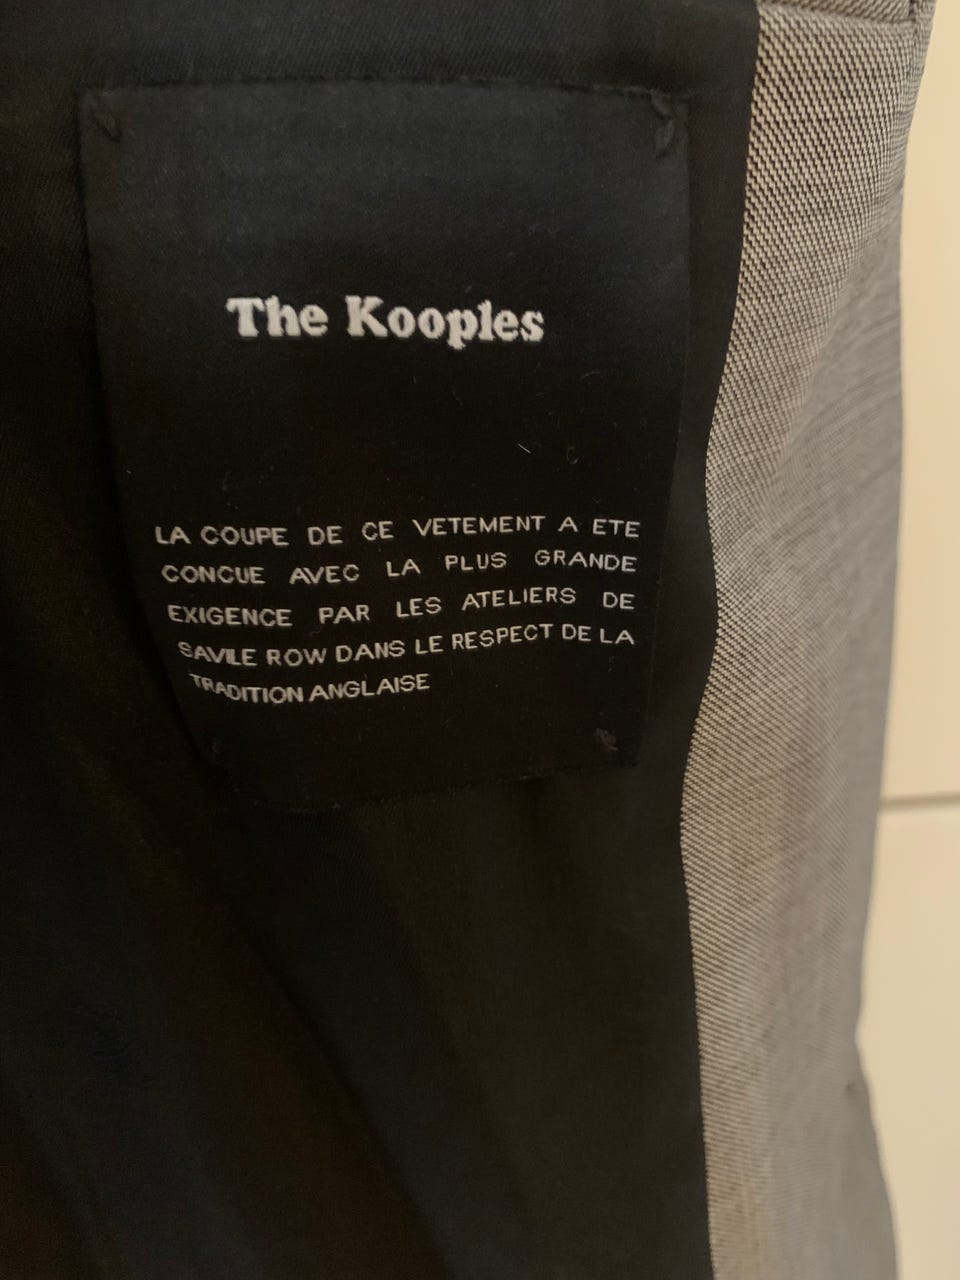 The Kooples
LA COUPE DE CE VETEMENT A ETE
CONCUE AVEC LA PLUS GRANDE
EXIGENCE PAR LES ATELIERS DE
SAVILE ROW DANS LE RESPECT DE LA
TRADITION ANGLAISE